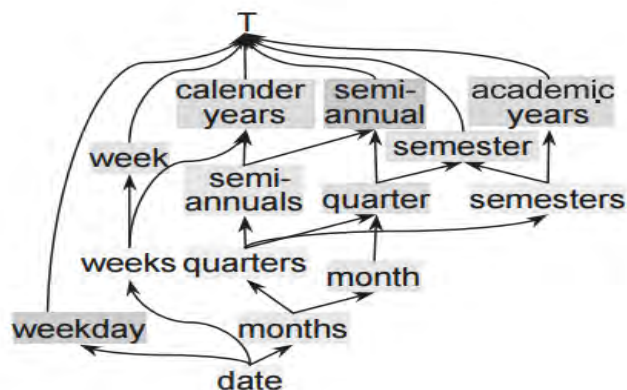 T
calender years
semi-annual
academic years
week
semester
semi-annuals
quarter
semesters
weeks
quarters
month
weekday
months
date